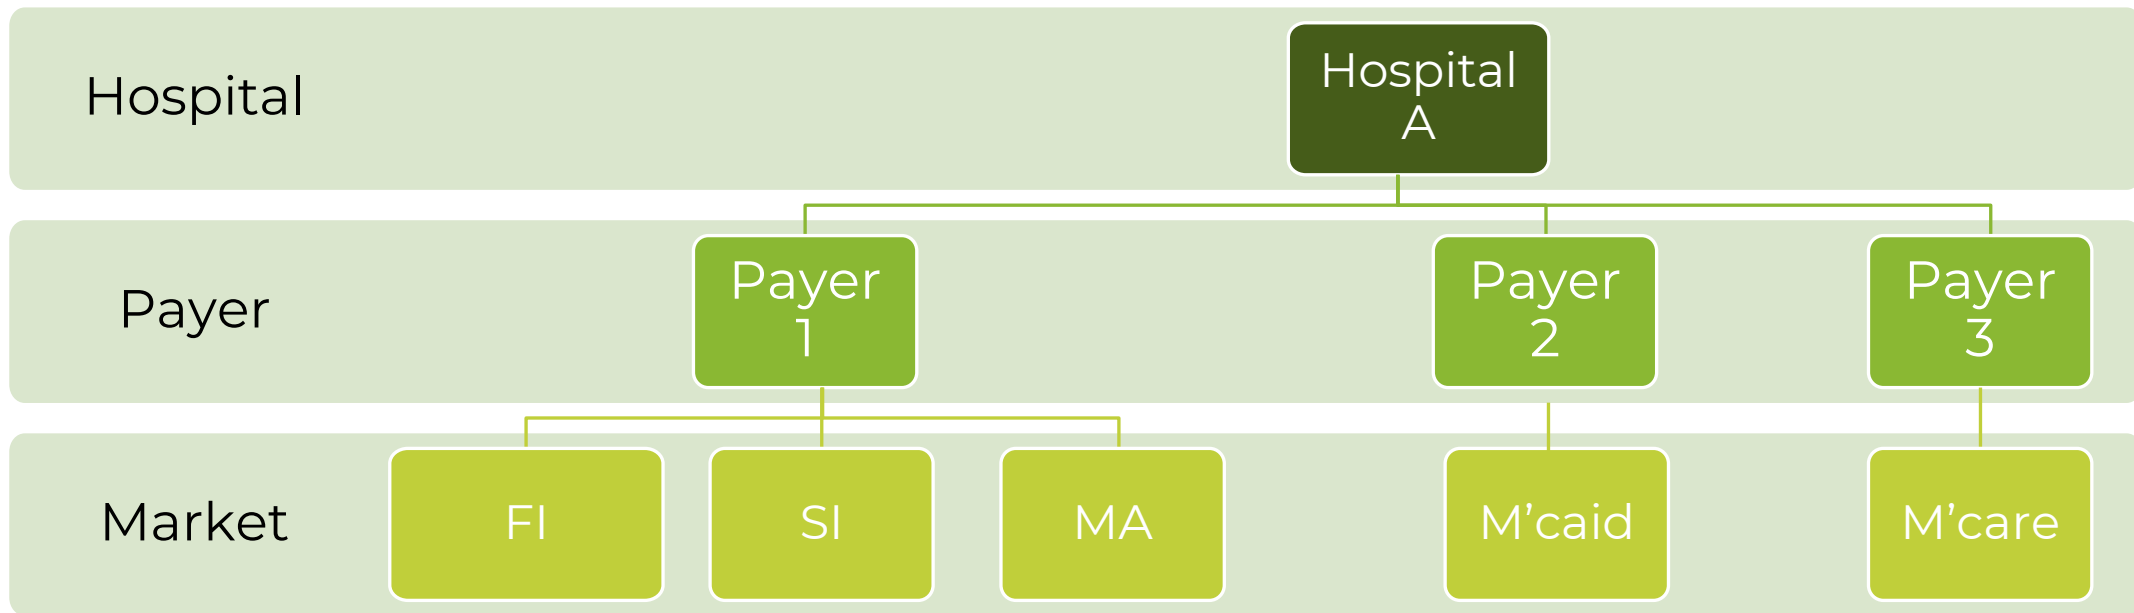 Hospital
Hospital
A
Payer
Payer
1
Payer
2
Payer
3
Market
FI
SI
MA
M’caid
M’care